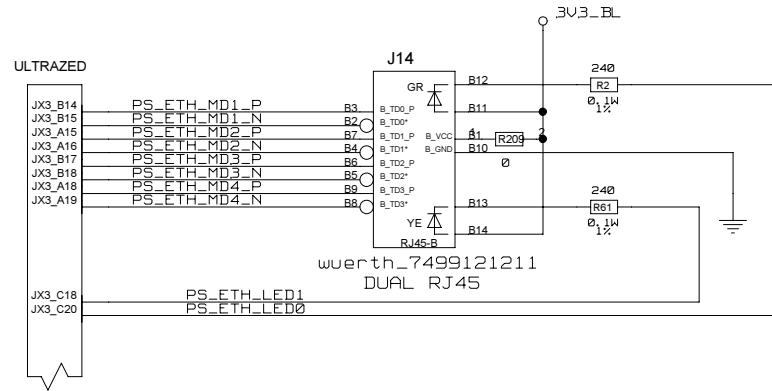 3V3_BL
J14
ULTRAZED
240
GR
B12
R2
JX3_B14
PS_ETH_MD1_P
B3
B_TD0_P
B11
0.1W
1%
JX3_B15
PS_ETH_MD1_N
B2
B_TD0*
JX3_A15
PS_ETH_MD2_P
B7
B_TD1_P
B_VCC
B1
1
R209
2
JX3_A16
PS_ETH_MD2_N
B4
B_TD1*
B_GND
B10
0
JX3_B17
PS_ETH_MD3_P
B6
B_TD2_P
JX3_B18
PS_ETH_MD3_N
B5
B_TD2*
240
JX3_A18
PS_ETH_MD4_P
B9
B_TD3_P
JX3_A19
PS_ETH_MD4_N
B8
B_TD3*
B13
R61
YE
0.1W
1%
B14
RJ45-B
wuerth_7499121211
DUAL RJ45
JX3_C18
PS_ETH_LED1
JX3_C20
PS_ETH_LED0